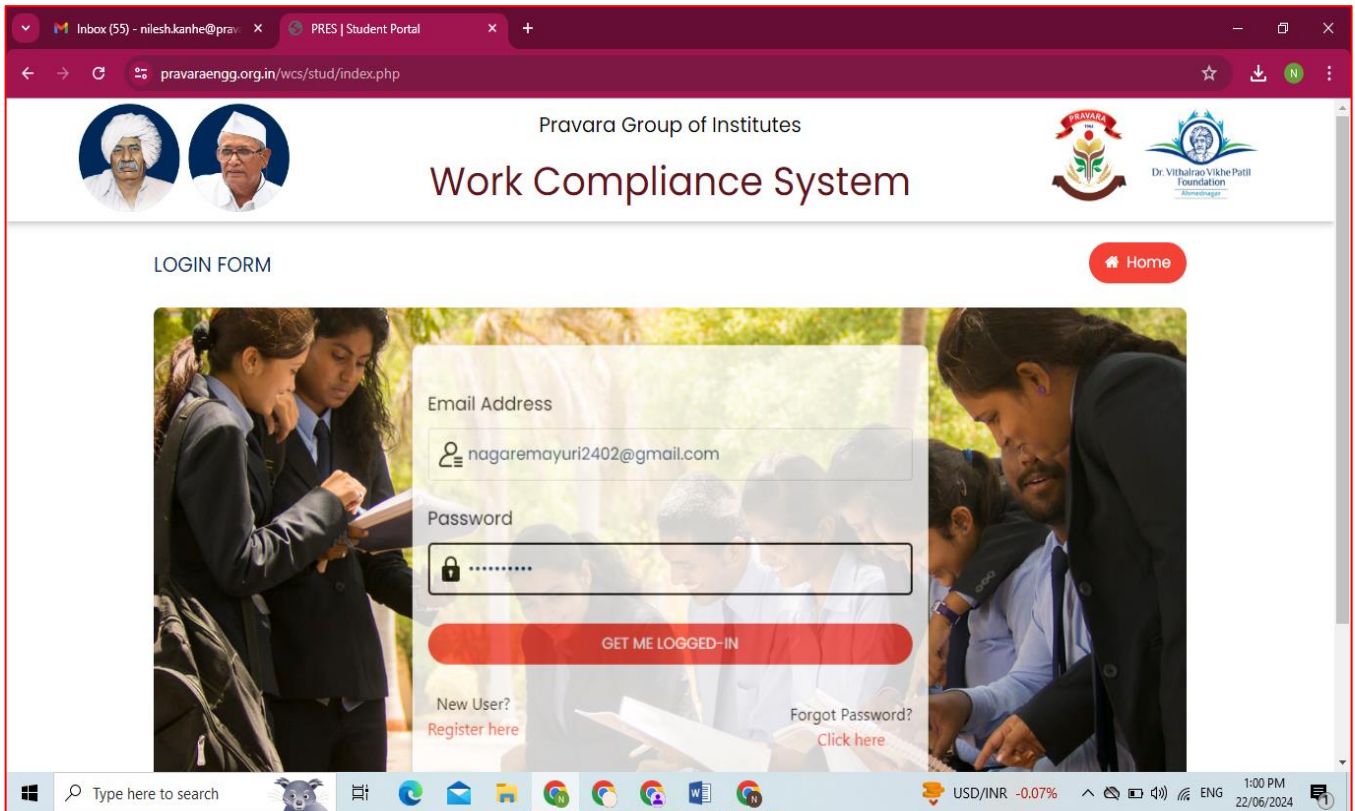 Inbox (55) - nilesh.kanhe@prav
PRES | Student Portal
pravaraengg.org.in/wcs/stud/index.php
N
Pravara Group of Institutes
Work Compliance System
PRAVARA
Dr. Vithalrao Vikhe Patil
Foundation
Ahmednagar
LOGIN FORM
Home
Email Address
nagaremayuri2402@gmail.com
Password
••••••••••
GET ME LOGGED-IN
New User?
Register here
Forgot Password?
Click here
Type here to search
USD/INR -0.07%
ENG
1:00 PM
22/06/2024